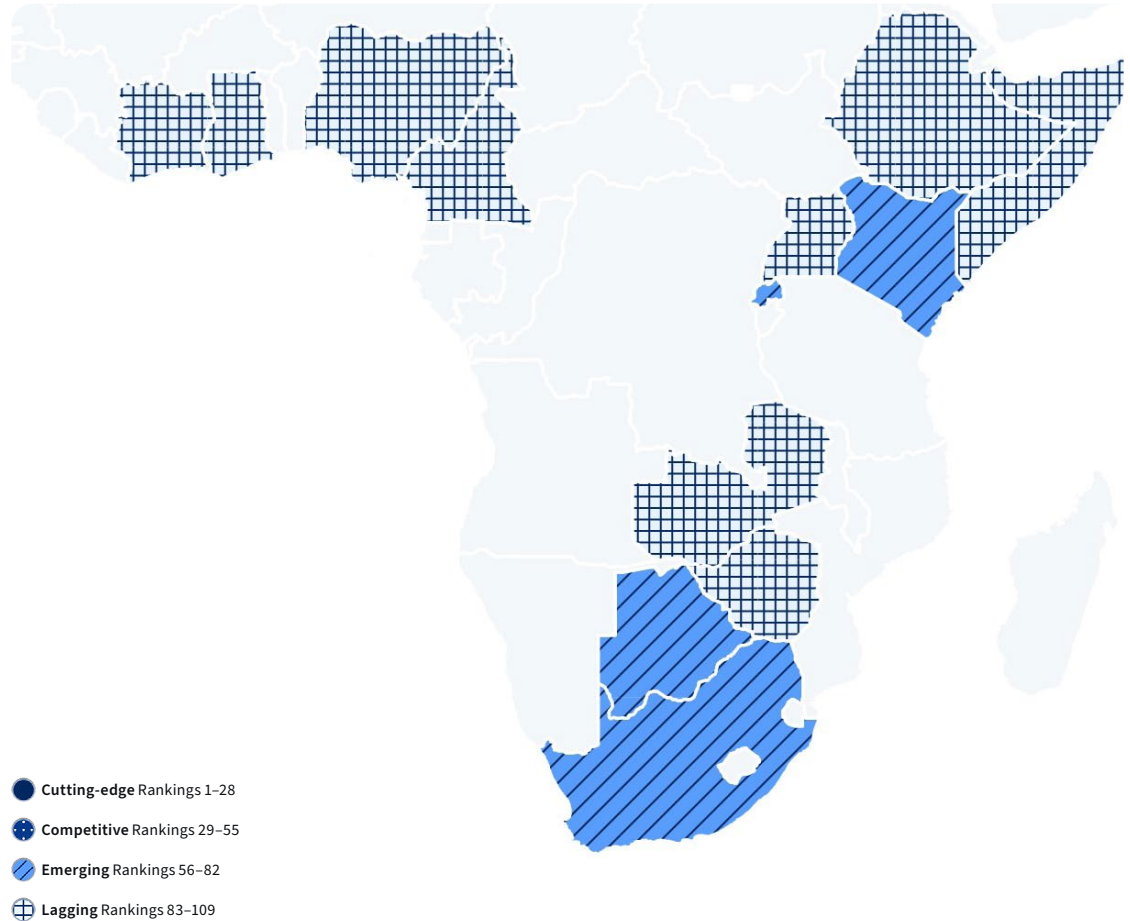 Cutting-edge Rankings 1–28
Competitive Rankings 29–55
Emerging Rankings 56–82
Lagging Rankings 83–109